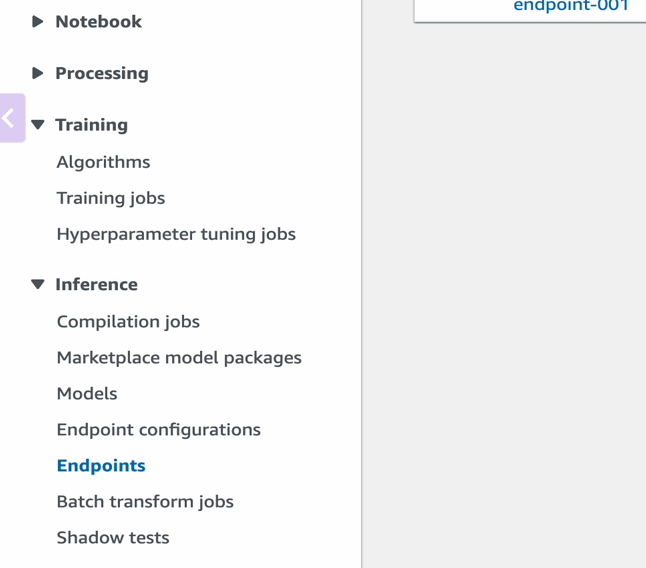 endpoint-001
Notebook
Processing
Training
Algorithms
Training jobs
Hyperparameter tuning jobs
Inference
Compilation jobs
Marketplace model packages
Models
Endpoint configurations
Endpoints
Batch transform jobs
Shadow tests